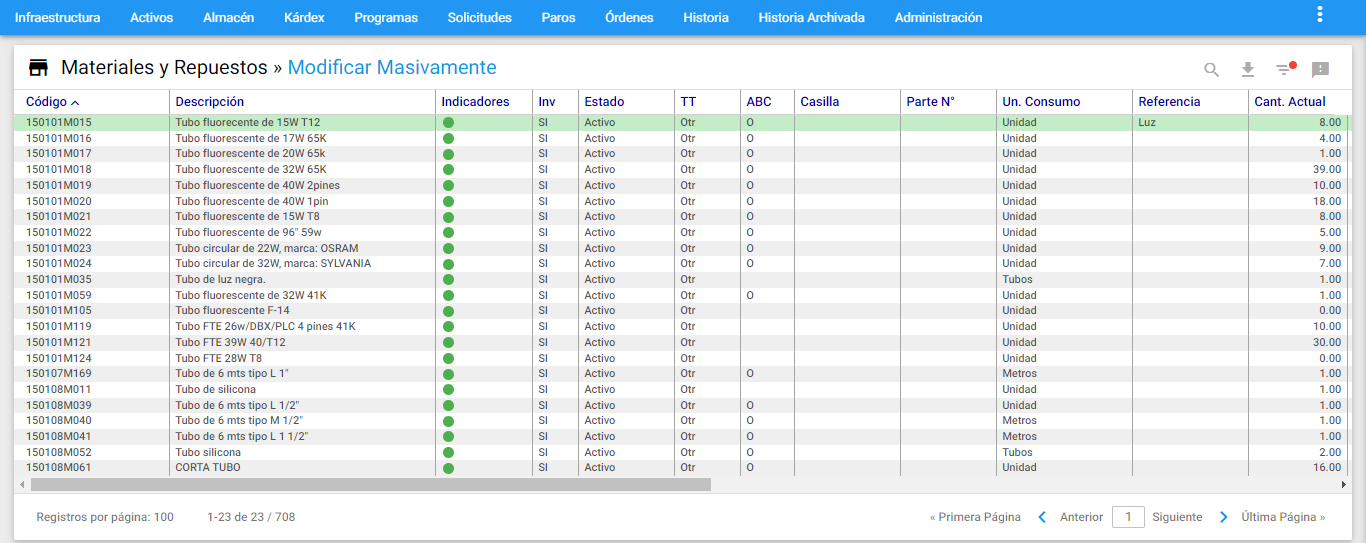 Infraestructura Activos Almacén Kárdex Programas Solicitudes Paros Órdenes Historia Historia Archivada Administración
Materiales y Repuestos » Modificar Masivamente
Código Descripción Indicadores Inv Estado TT ABC Casilla Parte N° Un. Consumo Referencia Cant. Actual
150101M015 Tubo fluorecente de 15W T12 SI Activo Otr O Unidad Luz 8.00
150101M016 Tubo fluorescente de 17W 65K SI Activo Otr O Unidad 4.00
150101M017 Tubo fluorescente de 20W 65k SI Activo Otr O Unidad 1.00
150101M018 Tubo fluorescente de 32W 65K SI Activo Otr O Unidad 39.00
150101M019 Tubo fluorescente de 40W 2pines SI Activo Otr O Unidad 10.00
150101M020 Tubo fluorescente de 40W 1pin SI Activo Otr O Unidad 18.00
150101M021 Tubo fluorescente de 15W T8 SI Activo Otr O Unidad 8.00
150101M022 Tubo fluorescente de 96" 59w SI Activo Otr O Unidad 5.00
150101M023 Tubo circular de 22W, marca: OSRAM SI Activo Otr O Unidad 9.00
150101M024 Tubo circular de 32W, marca: SYLVANIA SI Activo Otr O Unidad 7.00
150101M035 Tubo de luz negra. SI Activo Otr Tubos 1.00
150101M059 Tubo fluorescente de 32W 41K SI Activo Otr O Unidad 1.00
150101M105 Tubo fluorescente F-14 SI Activo Otr Unidad 0.00
150101M119 Tubo FTE 26w/DBX/PLC 4 pines 41K SI Activo Otr Unidad 10.00
150101M121 Tubo FTE 39W 40/T12 SI Activo Otr Unidad 30.00
150101M124 Tubo FTE 28W T8 SI Activo Otr Unidad 0.00
150107M169 Tubo de 6 mts tipo L 1" SI Activo Otr O Metros 1.00
150108M011 Tubo de silicona SI Activo Otr Unidad 1.00
150108M039 Tubo de 6 mts tipo L 1/2" SI Activo Otr O Unidad 1.00
150108M040 Tubo de 6 mts tipo M 1/2" SI Activo Otr O Metros 1.00
150108M041 Tubo de 6 mts tipo L 1 1/2" SI Activo Otr O Metros 1.00
150108M052 Tubo silicona SI Activo Otr O Tubos 2.00
150108M061 CORTA TUBO SI Activo Otr O Unidad 16.00
Registros por página: 100 1-23 de 23 / 708 « Primera Página Anterior 1 Siguiente Última Página »